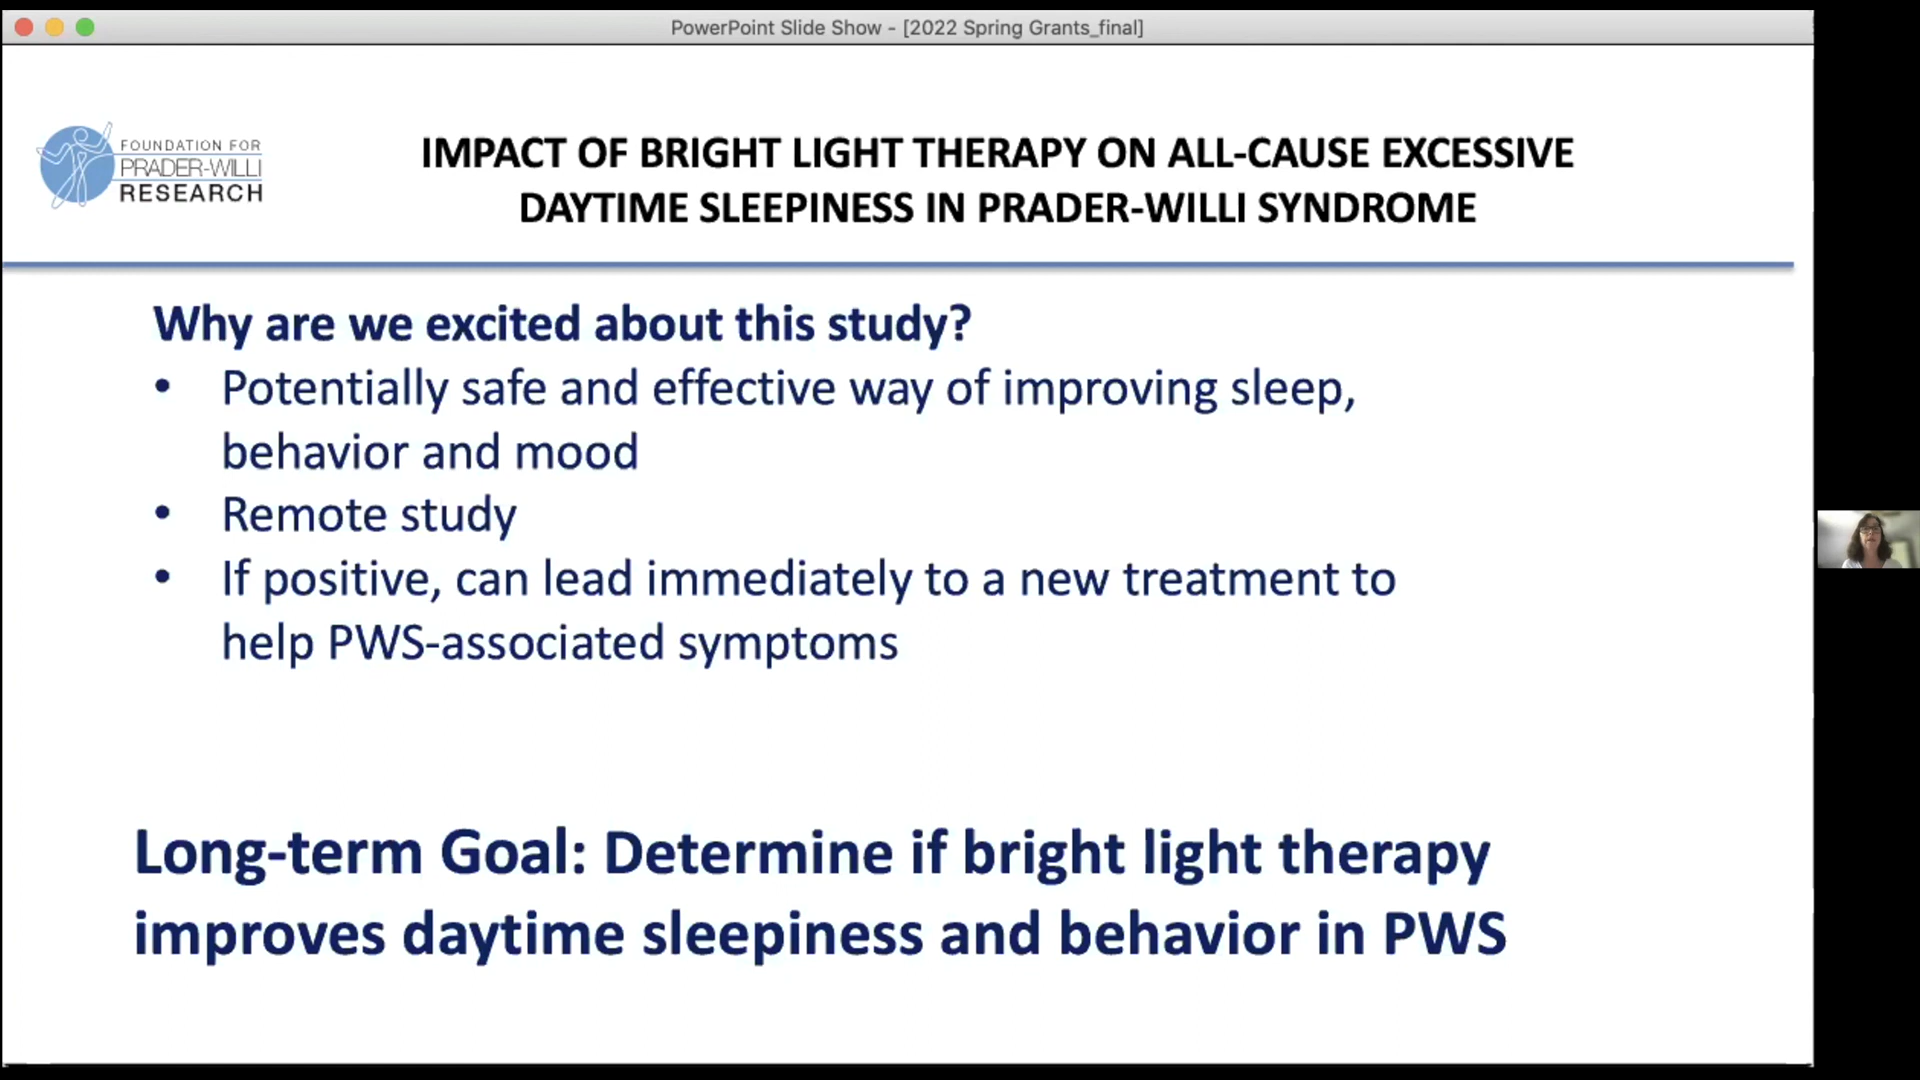 PowerPoint Slide Show - [2022 Spring Grants_final]
FOUNDATION FOR
PRADER-WILLI
RESEARCH
IMPACT OF BRIGHT LIGHT THERAPY ON ALL-CAUSE EXCESSIVE
DAYTIME SLEEPINESS IN PRADER-WILLI SYNDROME
Why are we excited about this study?
• Potentially safe and effective way of improving sleep,
behavior and mood
• Remote study
• If positive, can lead immediately to a new treatment to
help PWS-associated symptoms
Long-term Goal: Determine if bright light therapy
improves daytime sleepiness and behavior in PWS